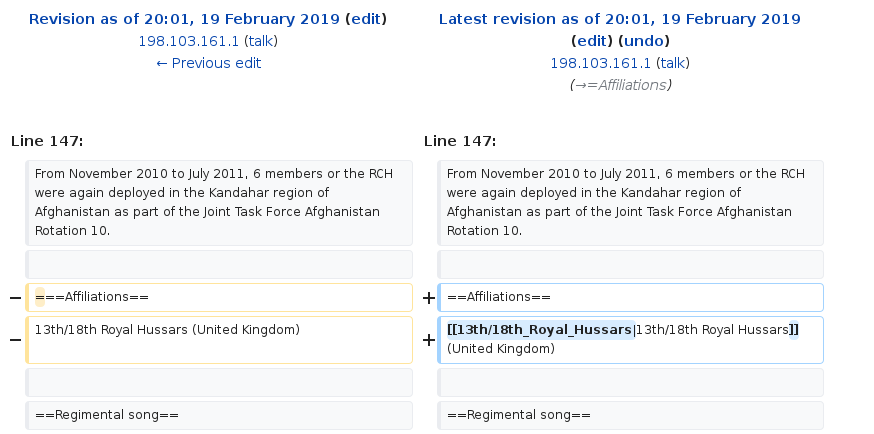 Revision as of 20:01, 19 February 2019 (edit)
198.103.161.1 (talk)
← Previous edit
Latest revision as of 20:01, 19 February 2019
(edit) (undo)
198.103.161.1 (talk)
(→=Affiliations)
Line 147:
Line 147:
From November 2010 to July 2011, 6 members or the RCH
were again deployed in the Kandahar region of
Afghanistan as part of the Joint Task Force Afghanistan
Rotation 10.
From November 2010 to July 2011, 6 members or the RCH
were again deployed in the Kandahar region of
Afghanistan as part of the Joint Task Force Afghanistan
Rotation 10.
− ===Affiliations==
+ ==Affiliations==
− 13th/18th Royal Hussars (United Kingdom)
+ [[13th/18th_Royal_Hussars|13th/18th Royal Hussars]]
(United Kingdom)
==Regimental song==
==Regimental song==